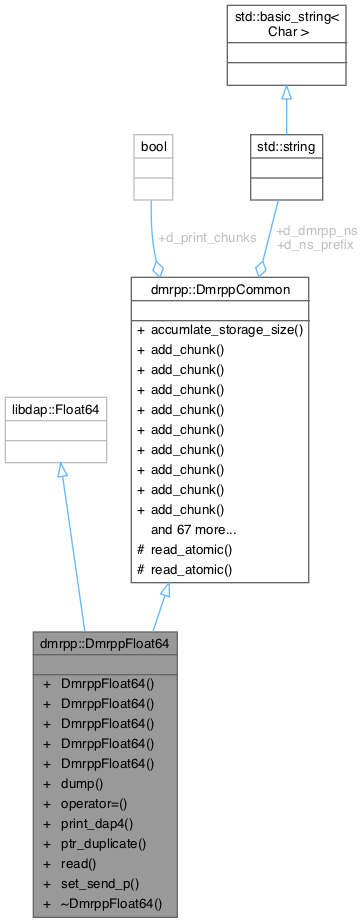 std::basic_string<
Char >
bool
std::string
+d_print_chunks
+d_dmrpp_ns
+d_ns_prefix
dmrpp::DmrppCommon
+ accumlate_storage_size()
+ add_chunk()
+ add_chunk()
+ add_chunk()
+ add_chunk()
+ add_chunk()
+ add_chunk()
+ add_chunk()
+ add_chunk()
+ add_chunk()
and 67 more...
# read_atomic()
# read_atomic()
libdap::Float64
dmrpp::DmrppFloat64
+ DmrppFloat64()
+ DmrppFloat64()
+ DmrppFloat64()
+ DmrppFloat64()
+ DmrppFloat64()
+ dump()
+ operator=()
+ print_dap4()
+ ptr_duplicate()
+ read()
+ set_send_p()
+ ~DmrppFloat64()